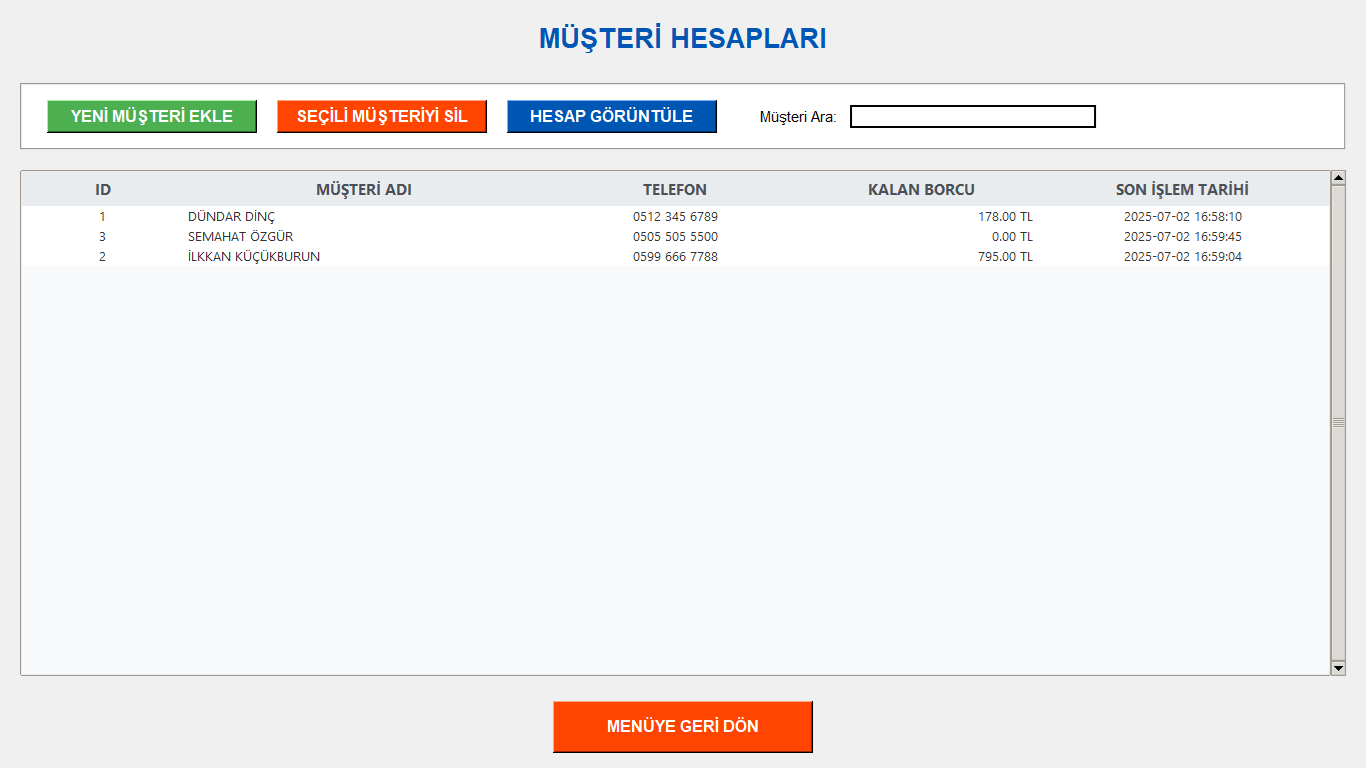 MÜŞTERİ HESAPLARI
YENİ MÜŞTERİ EKLE SEÇİLİ MÜŞTERİYİ SİL HESAP GÖRÜNTÜLE Müşteri Ara:
ID MÜŞTERİ ADI TELEFON KALAN BORCU SON İŞLEM TARİHİ
1 DÜNDAR DİNÇ 0512 345 6789 178.00 TL 2025-07-02 16:58:10
3 SEMAHAT ÖZGÜR 0505 505 5500 0.00 TL 2025-07-02 16:59:45
2 İLKKAN KÜÇÜKBURUN 0599 666 7788 795.00 TL 2025-07-02 16:59:04
MENÜYE GERİ DÖN